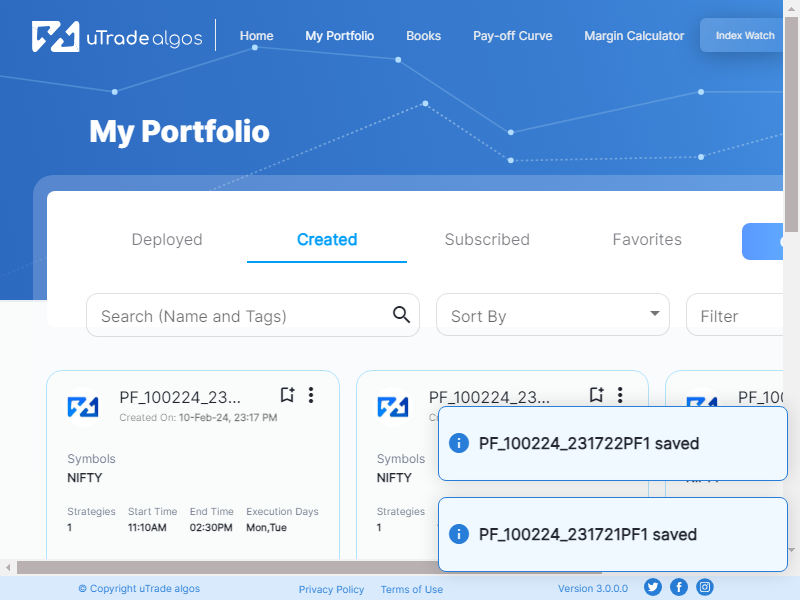 uTrade algos
Home
My Portfolio
Books
Pay-off Curve
Margin Calculator
Index Watch
My Portfolio
Deployed
Created
Subscribed
Favorites
Search (Name and Tags)
Sort By
Filter
PF_100224_23...
Created On: 10-Feb-24, 23:17 PM
Symbols
NIFTY
Strategies Start Time End Time Execution Days
1 11:10AM 02:30PM Mon,Tue
PF_100224_23...
Symbols
NIFTY
Strategies
1
PF_100
PF_100224_231722PF1 saved
PF_100224_231721PF1 saved
© Copyright uTrade algos
Privacy Policy
Terms of Use
Version 3.0.0.0